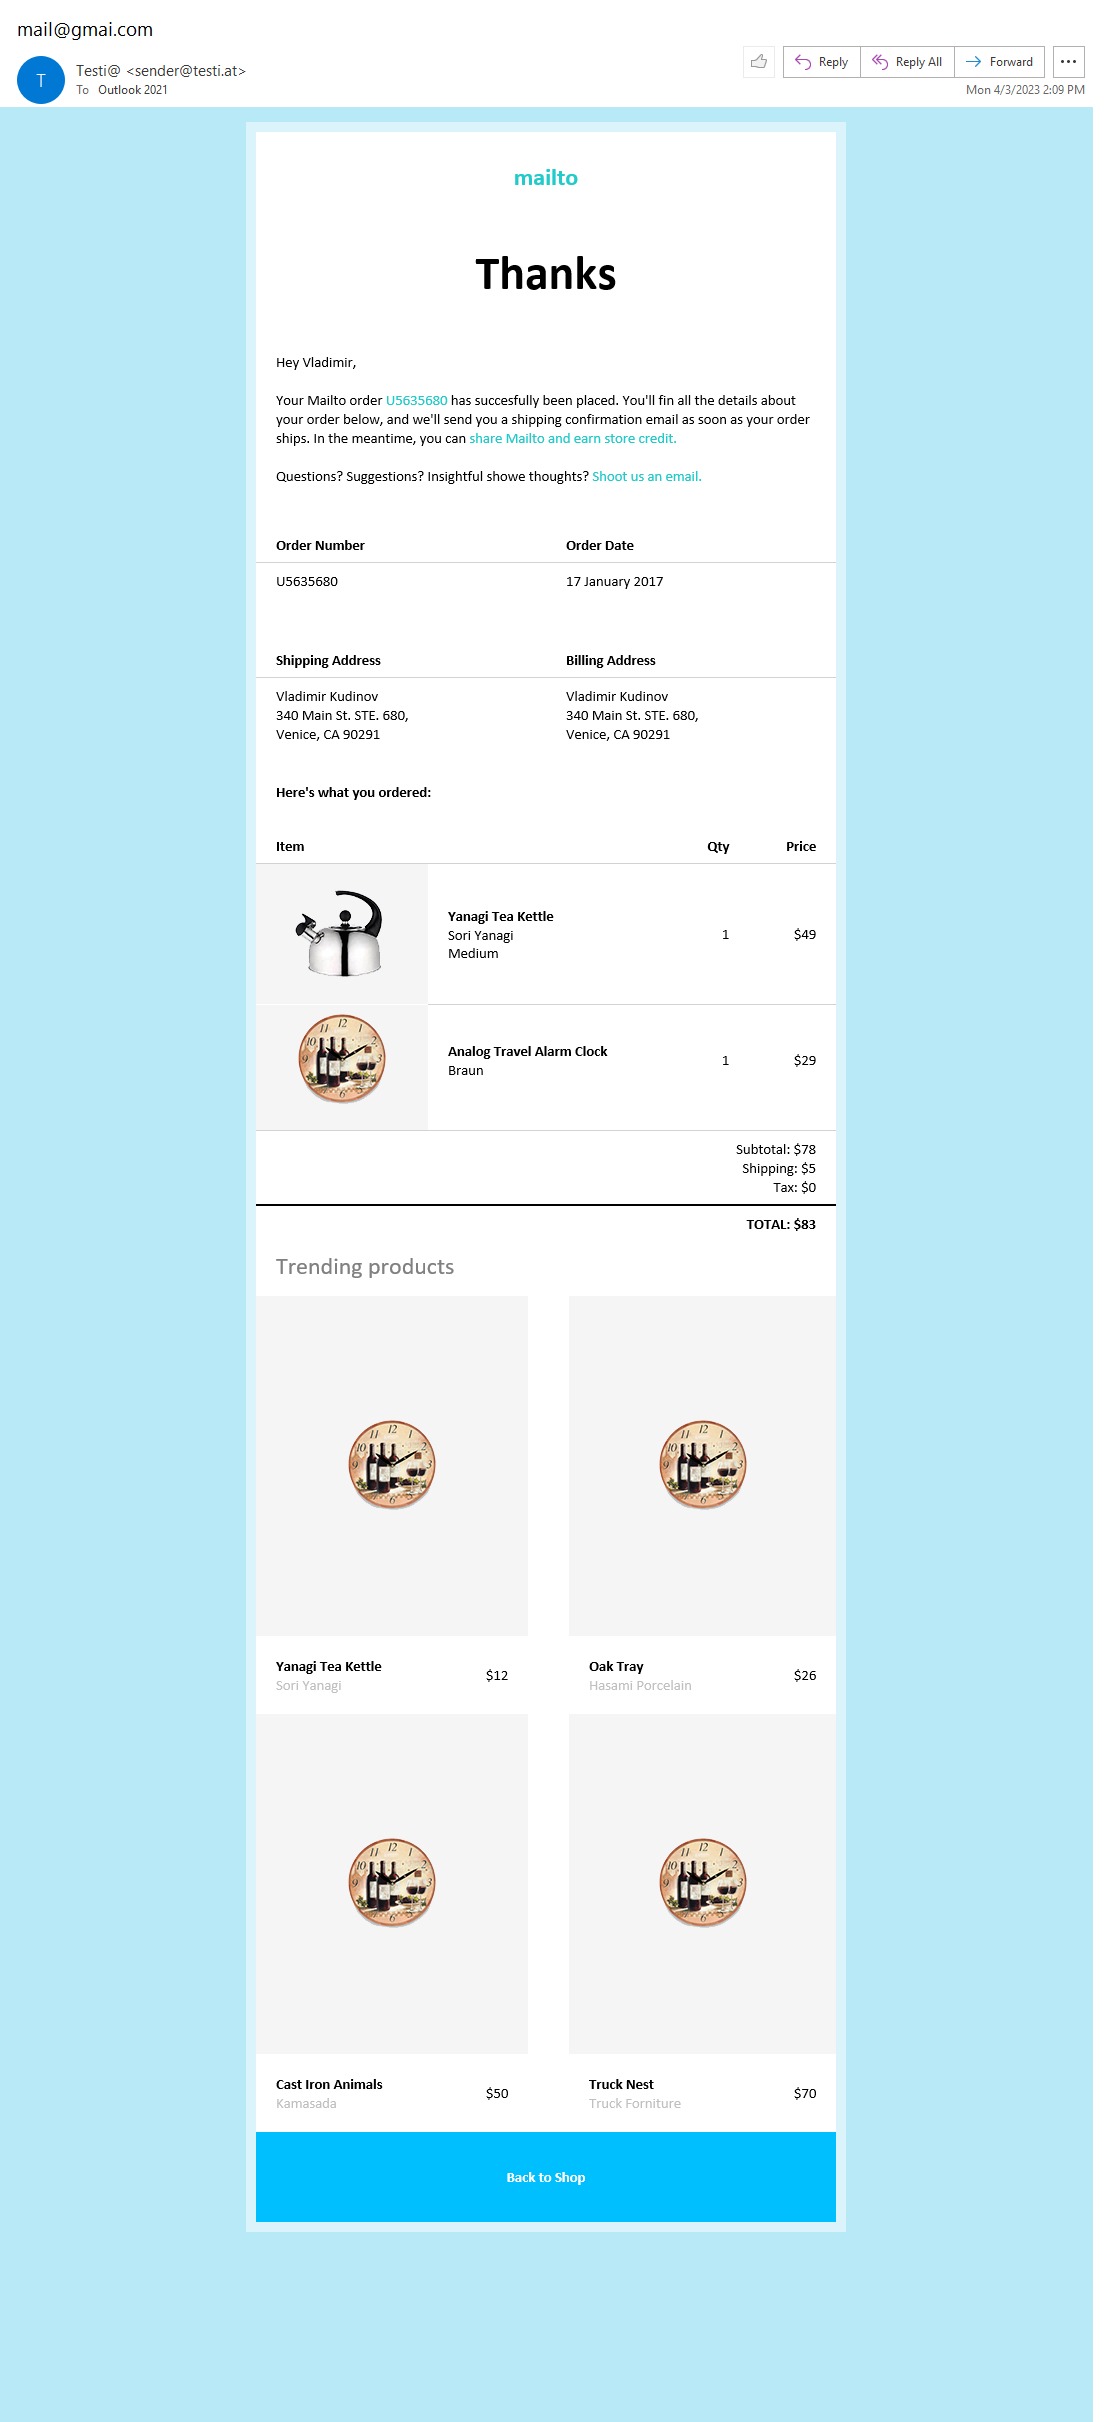 mail@gmai.com
T
Testi@ <sender@testi.at>
To Outlook 2021
Reply
Reply All
Forward
Mon 4/3/2023 2:09 PM
mailto
Thanks
Hey Vladimir,
Your Mailto order U5635680 has succesfully been placed. You'll fin all the details about
your order below, and we'll send you a shipping confirmation email as soon as your order
ships. In the meantime, you can share Mailto and earn store credit.
Questions? Suggestions? Insightful showe thoughts? Shoot us an email.
Order Number Order Date
U5635680 17 January 2017
Shipping Address Billing Address
Vladimir Kudinov Vladimir Kudinov
340 Main St. STE. 680, 340 Main St. STE. 680,
Venice, CA 90291 Venice, CA 90291
Here's what you ordered:
Item Qty Price
Yanagi Tea Kettle
Sori Yanagi 1 $49
Medium
Analog Travel Alarm Clock
Braun 1 $29
Subtotal: $78
Shipping: $5
Tax: $0
TOTAL: $83
Trending products
Yanagi Tea Kettle $12
Sori Yanagi
Oak Tray $26
Hasami Porcelain
Cast Iron Animals $50
Kamasada
Truck Nest $70
Truck Forniture
Back to Shop